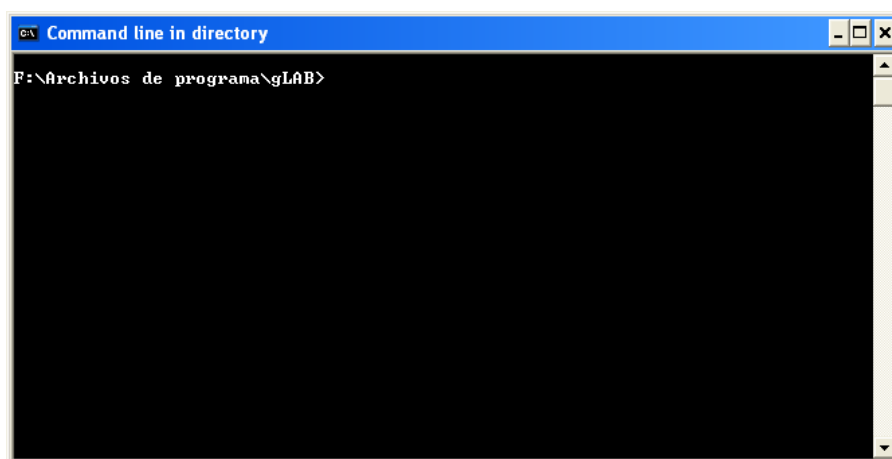 Command line in directory
F:\Archivos de programa\gLAB>